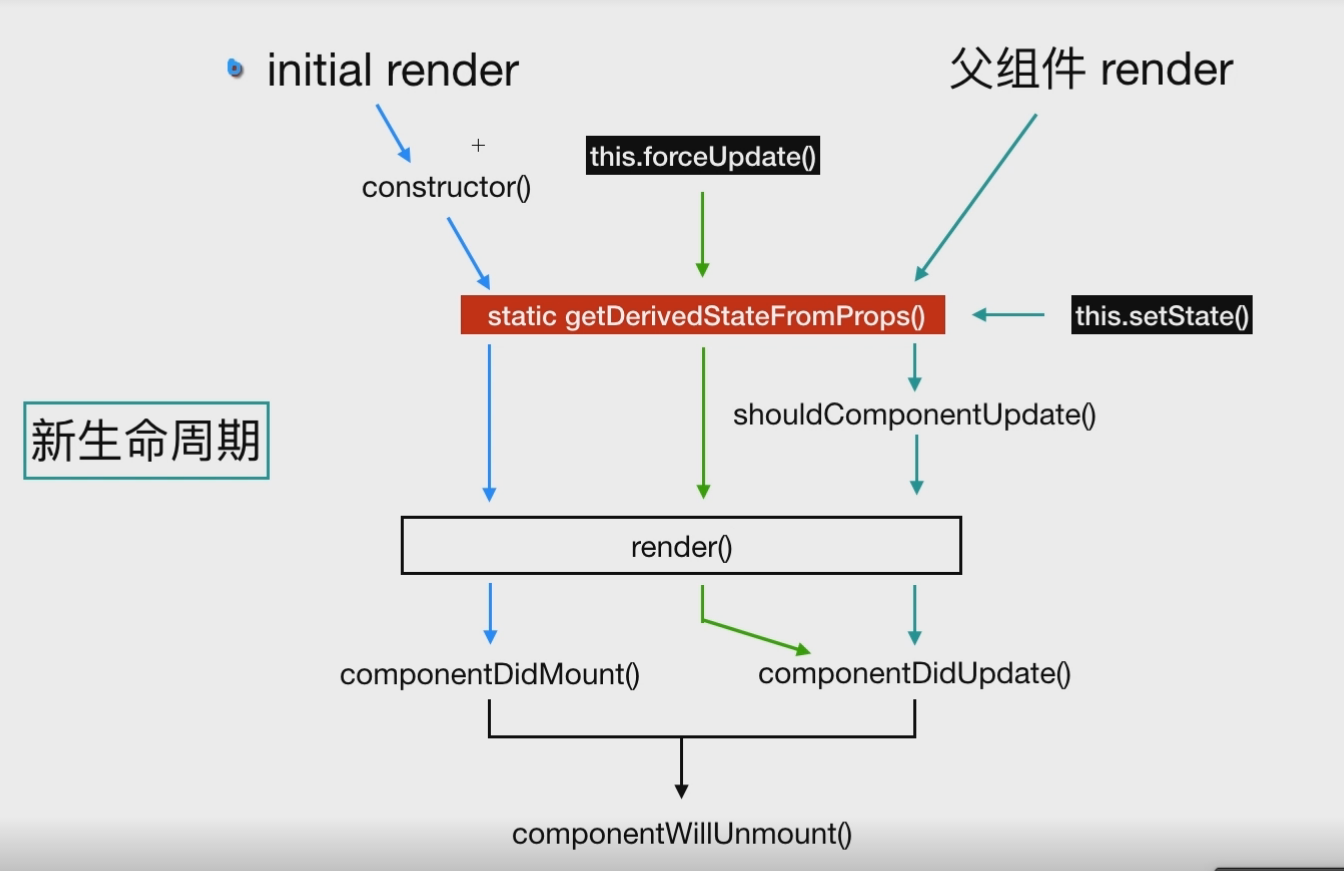 initial render
父组件 render
this.forceUpdate()
constructor()
static getDerivedStateFromProps()
this.setState()
shouldComponentUpdate()
新生命周期
render()
componentDidMount()
componentDidUpdate()
componentWillUnmount()